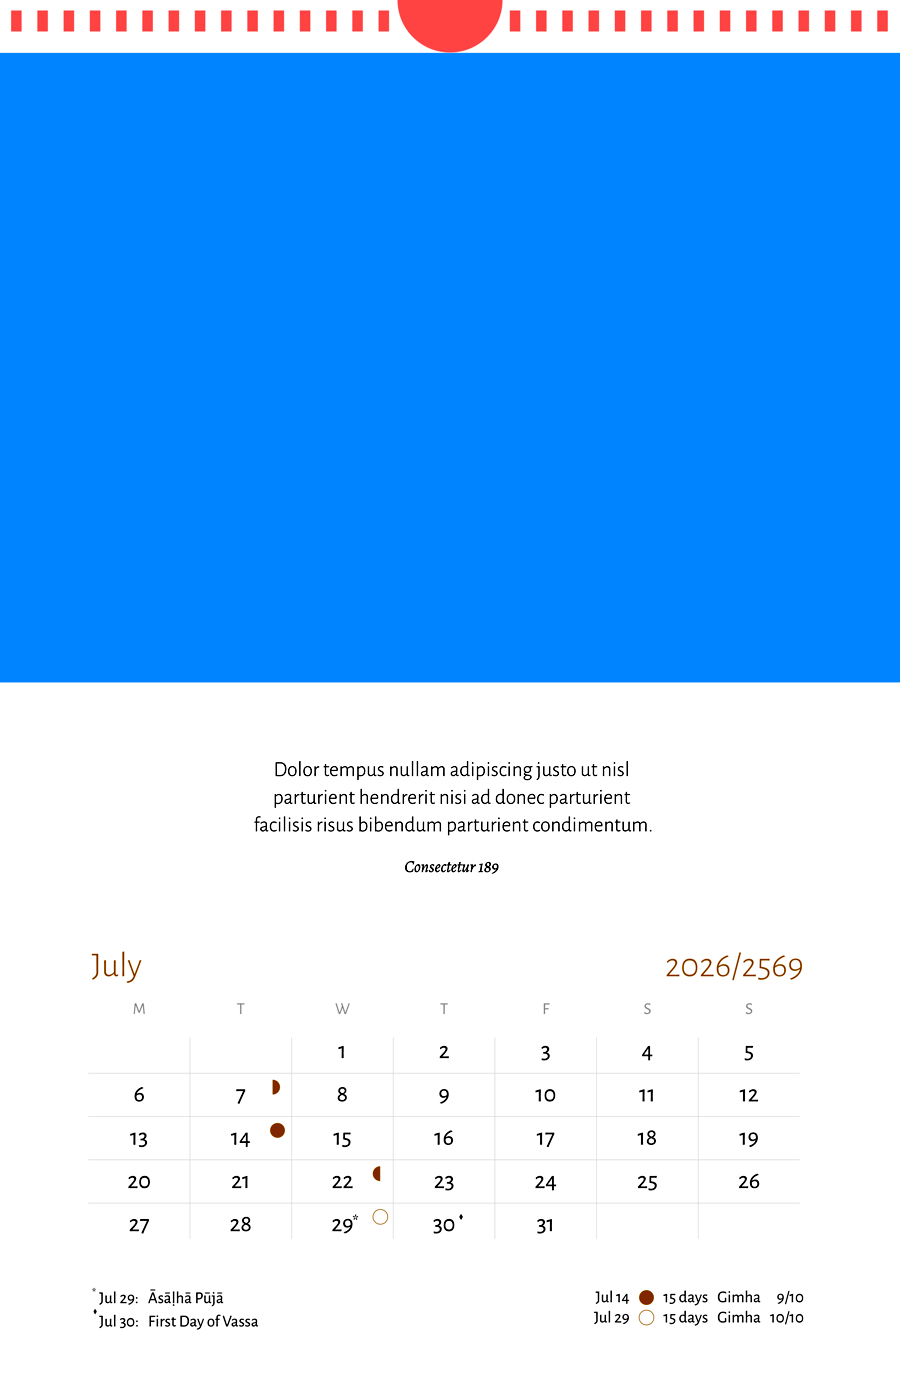 Dolor tempus nullam adipiscing justo ut nisl
parturient hendrerit nisi ad donec parturient
facilisis risus bibendum parturient condimentum.
Consectetur 189
July 2026/2569
M T W T F S S
1 2 3 4 5
6 7 8 9 10 11 12
13 14 15 16 17 18 19
20 21 22 23 24 25 26
27 28 29* 30♦ 31
* Jul 29: Āsāḷhā Pūjā
♦ Jul 30: First Day of Vassa
Jul 14 15 days Gimha 9/10
Jul 29 15 days Gimha 10/10